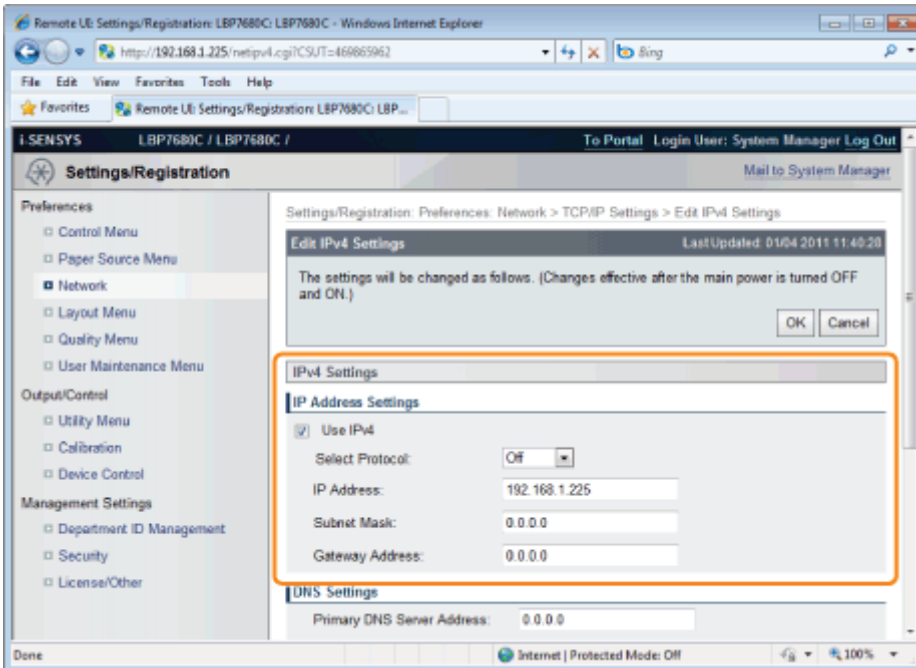 Remote UI: Settings/Registration: LBP7680C: LBP7680C - Windows Internet Explorer
http://192.168.1.225/netipv4.cgi?CSUT=469865962
Bing
File Edit View Favorites Tools Help
Favorites Remote UI: Settings/Registration: LBP7680C: LBP...
i-SENSYS LBP7680C / LBP7680C / To Portal Login User: System Manager Log Out
Settings/Registration Mail to System Manager
Preferences
Control Menu
Paper Source Menu
Network
Layout Menu
Quality Menu
User Maintenance Menu
Output/Control
Utility Menu
Calibration
Device Control
Management Settings
Department ID Management
Security
License/Other
Settings/Registration: Preferences: Network > TCP/IP Settings > Edit IPv4 Settings
Edit IPv4 Settings Last Updated: 01/04 2011 11:40:28
The settings will be changed as follows. (Changes effective after the main power is turned OFF
and ON.)
OK Cancel
IPv4 Settings
IP Address Settings
Use IPv4
Select Protocol: Off
IP Address: 192.168.1.225
Subnet Mask: 0.0.0.0
Gateway Address: 0.0.0.0
DNS Settings
Primary DNS Server Address: 0.0.0.0
Done Internet | Protected Mode: Off 100%